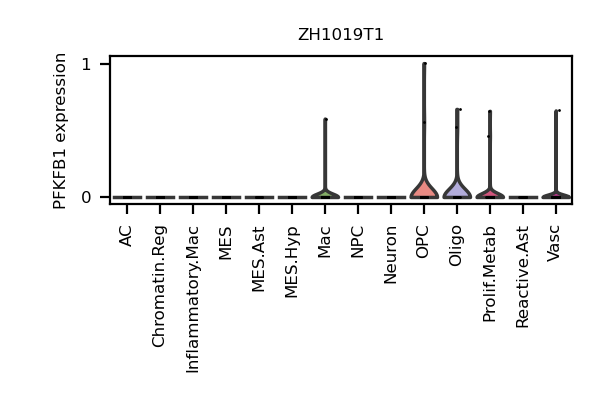 ZH1019T1
PFKFB1 expression
1
0
AC
Chromatin.Reg
Inflammatory.Mac
MES
MES.Ast
MES.Hyp
Mac
NPC
Neuron
OPC
Oligo
Prolif.Metab
Reactive.Ast
Vasc